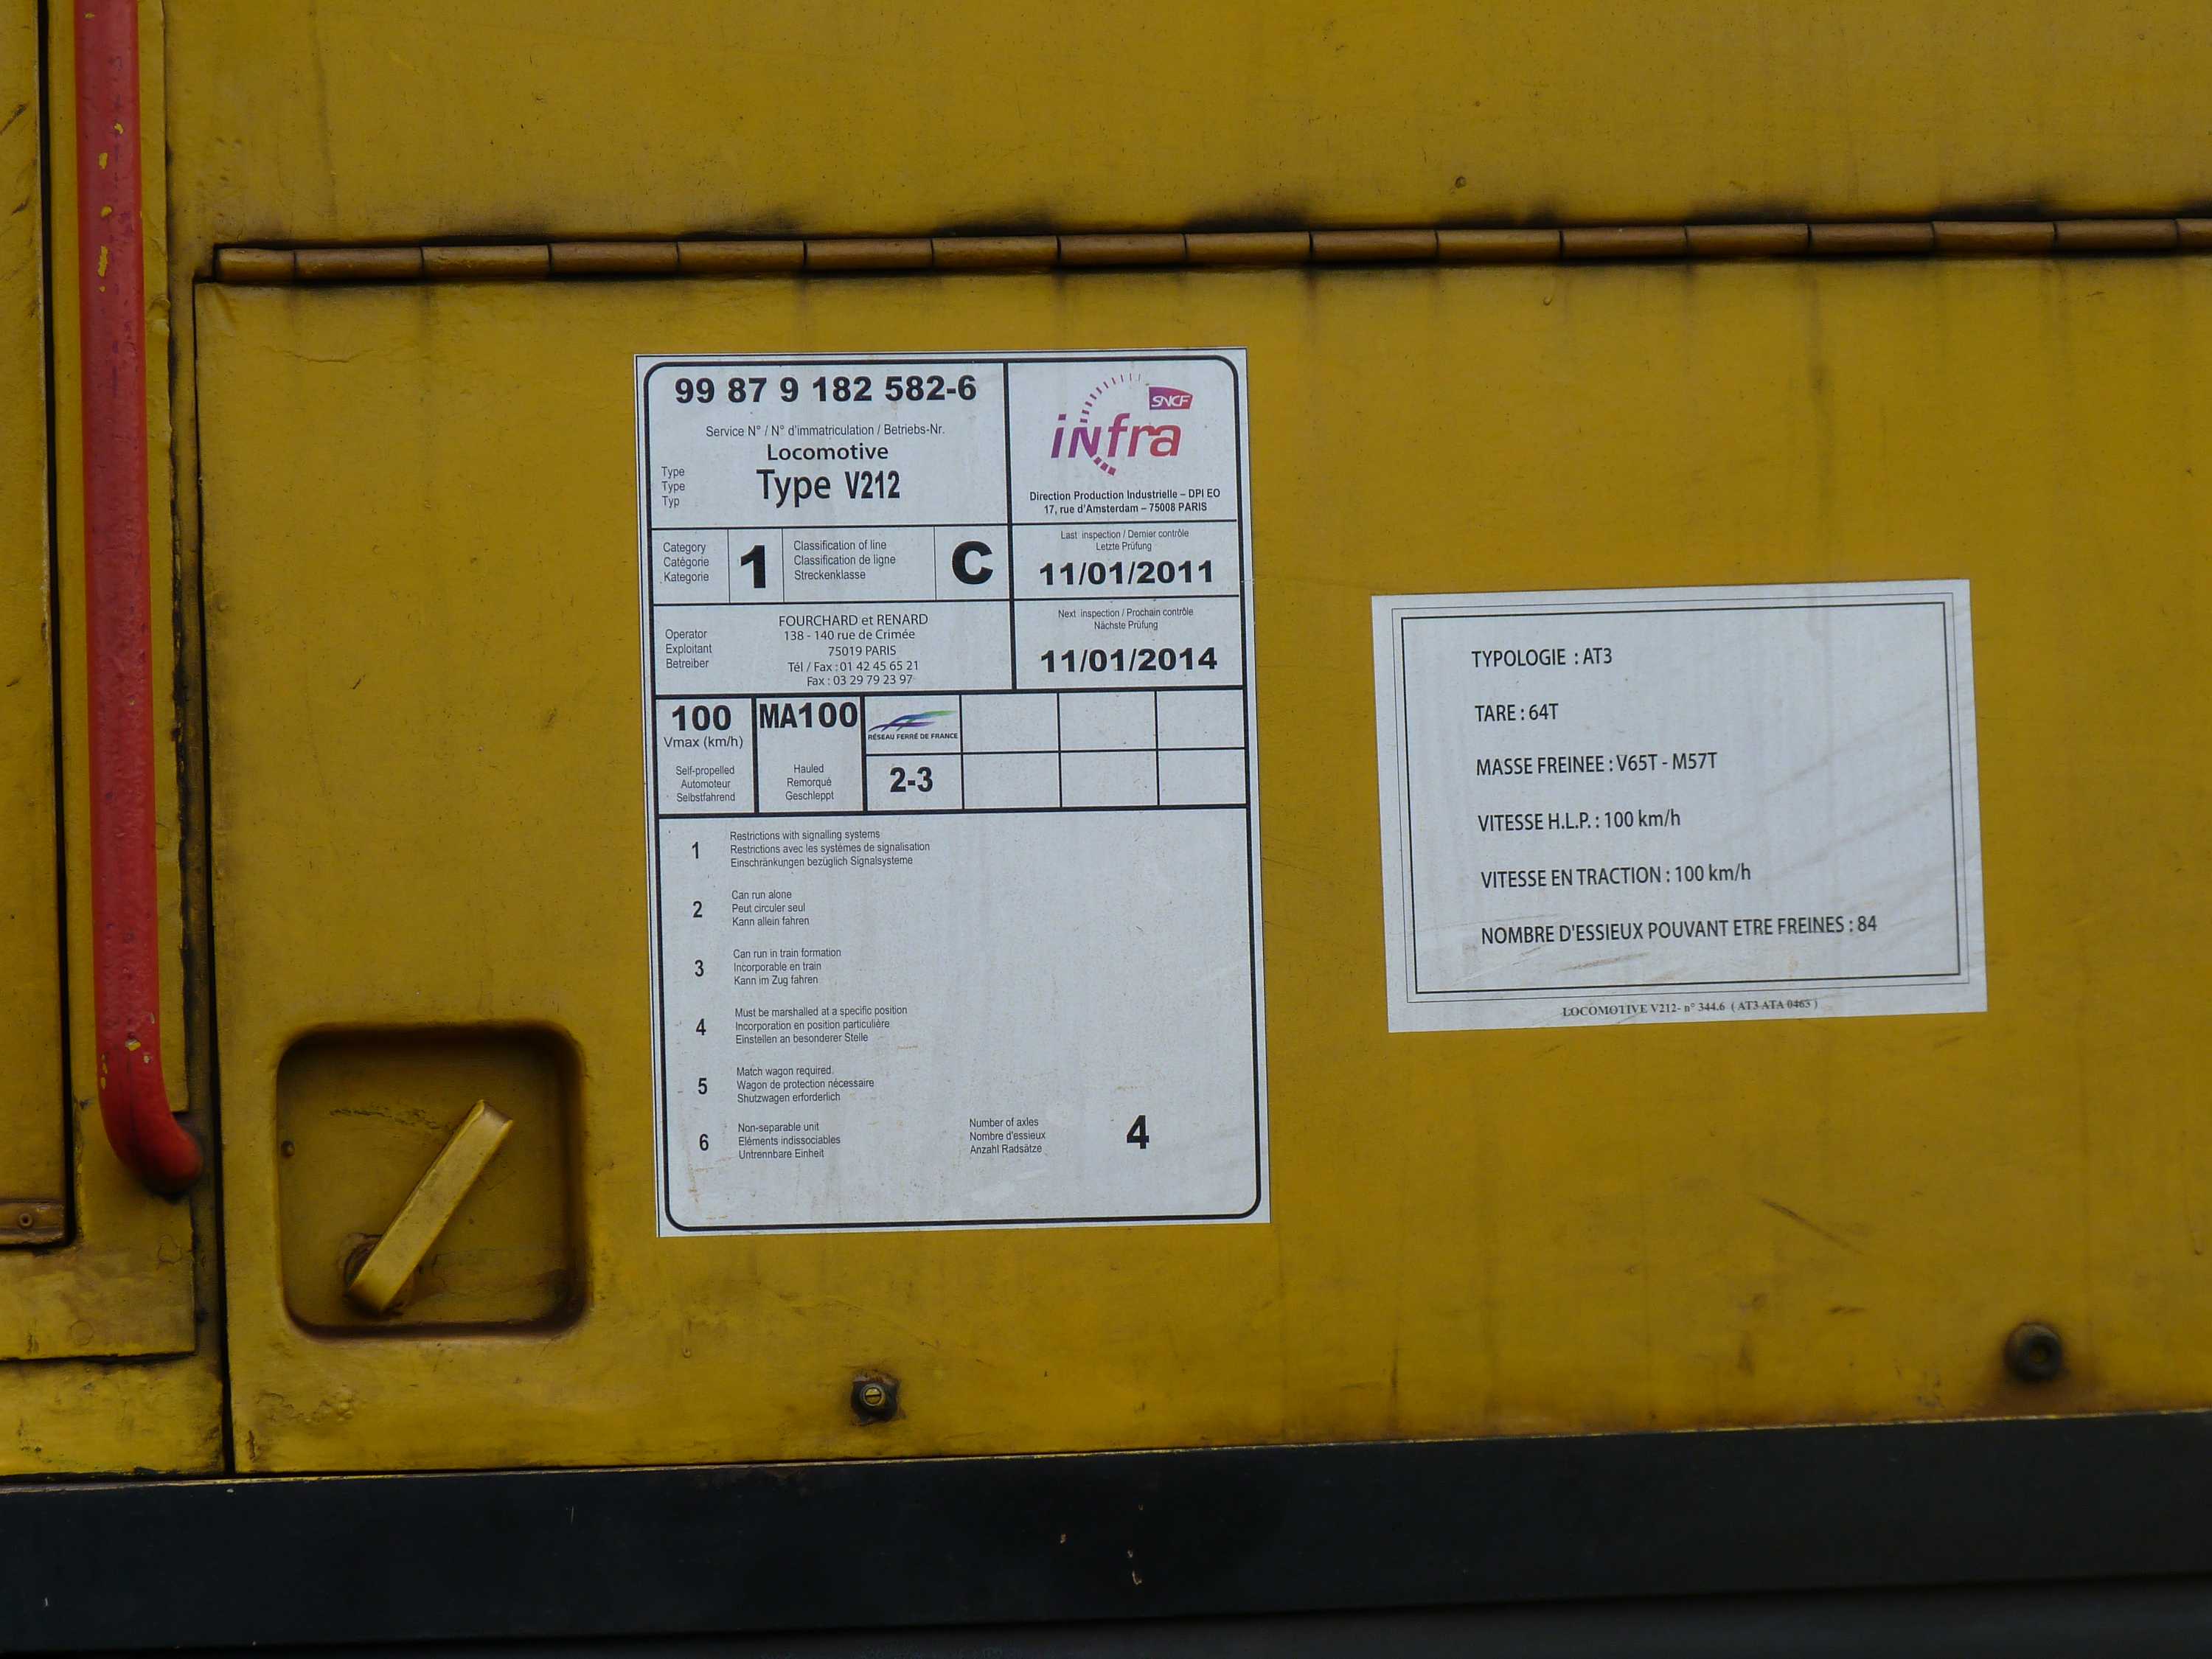 99 87 9 182 582-6
Service N° / N° d'immatriculation / Betriebs-Nr.
Locomotive
Type
Type
Typ
Type V212
SNCF
infra
Direction Production Industrielle – DPI EO
17, rue d'Amsterdam – 75008 PARIS
Category
Catégorie
Kategorie
1
Classification of line
Classification de ligne
Streckenklasse
C
Last inspection / Dernier contrôle
Letzte Prüfung
11/01/2011
Operator
Exploitant
Betreiber
FOURCHARD et RENARD
138 - 140 rue de Crimée
75019 PARIS
Tél / Fax : 01 42 45 65 21
Fax : 03 29 79 23 97
Next inspection / Prochain contrôle
Nächste Prüfung
11/01/2014
100
Vmax (km/h)
Self-propelled
Automoteur
Selbstfahrend
MA100
Hauled
Remorqué
Geschleppt
RÉSEAU FERRÉ DE FRANCE
2-3
1
Restrictions with signalling systems
Restrictions avec les systèmes de signalisation
Einschränkungen bezüglich Signalsysteme
2
Can run alone
Peut circuler seul
Kann allein fahren
3
Can run in train formation
Incorporable en train
Kann im Zug fahren
4
Must be marshalled at a specific position
Incorporation en position particulière
Einstellen an besonderer Stelle
5
Match wagon required
Wagon de protection nécessaire
Shutzwagen erforderlich
6
Non-separable unit
Eléments indissociables
Untrennbare Einheit
Number of axles
Nombre d'essieux
Anzahl Radsätze
4
TYPOLOGIE : AT3
TARE : 64T
MASSE FREINEE : V65T - M57T
VITESSE H.L.P. : 100 km/h
VITESSE EN TRACTION : 100 km/h
NOMBRE D'ESSIEUX POUVANT ETRE FREINES : 84
LOCOMOTIVE V212- n° 344.6 ( AT3 ATA 0463 )